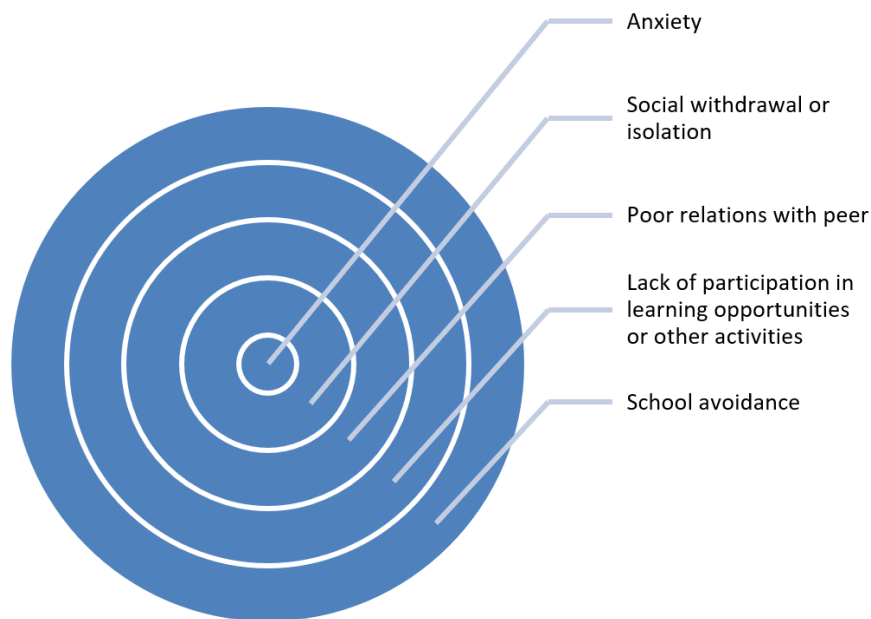 Anxiety
Social withdrawal or
isolation
Poor relations with peer
Lack of participation in
learning opportunities
or other activities
School avoidance